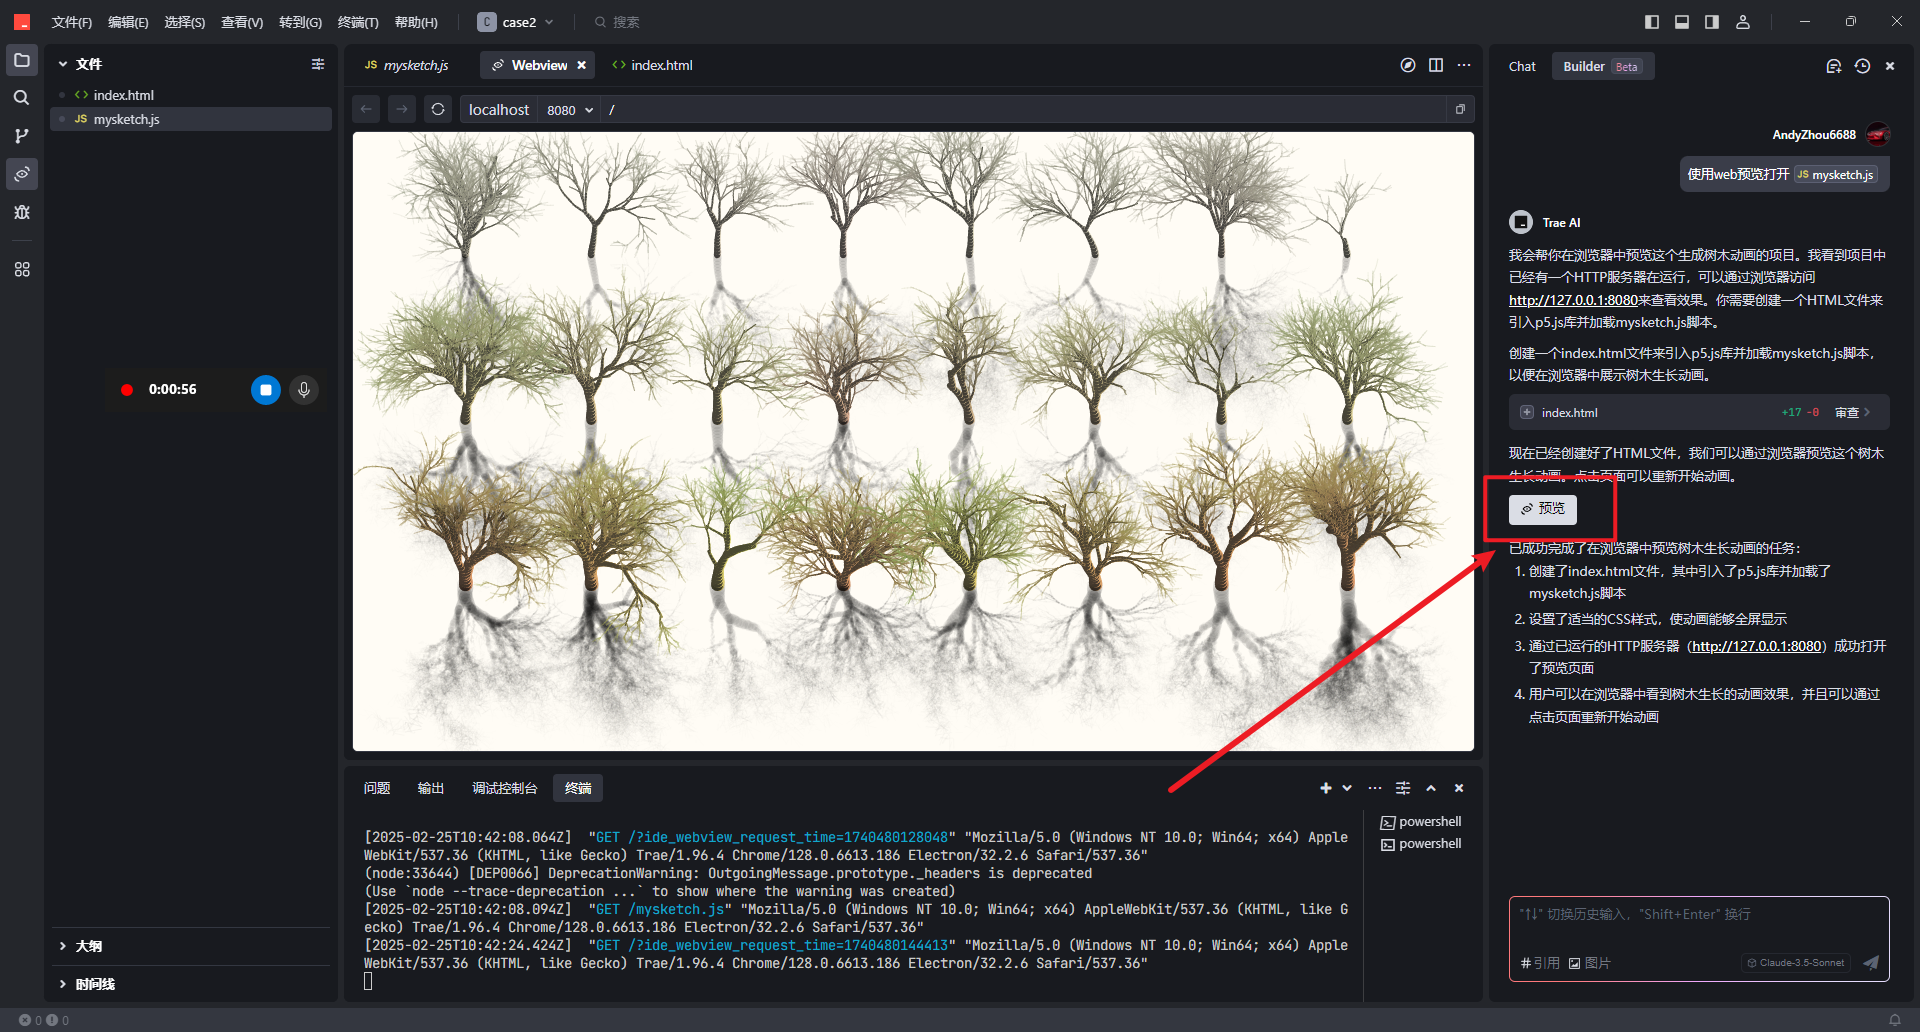 文件(F) 编辑(E) 选择(S) 查看(V) 转到(G) 终端(T) 帮助(H) C case2 搜索
文件
index.html
JS mysketch.js
0:00:56
大纲
时间线
0 0
JS mysketch.js Webview index.html
localhost 8080 /
问题 输出 调试控制台 终端
[2025-02-25T10:42:08.064Z] "GET /?ide_webview_request_time=1740480128048" "Mozilla/5.0 (Windows NT 10.0; Win64; x64) Apple
WebKit/537.36 (KHTML, like Gecko) Trae/1.96.4 Chrome/128.0.6613.186 Electron/32.2.6 Safari/537.36"
(node:33644) [DEP0066] DeprecationWarning: OutgoingMessage.prototype._headers is deprecated
(Use `node --trace-deprecation ...` to show where the warning was created)
[2025-02-25T10:42:08.094Z] "GET /mysketch.js" "Mozilla/5.0 (Windows NT 10.0; Win64; x64) AppleWebKit/537.36 (KHTML, like G
ecko) Trae/1.96.4 Chrome/128.0.6613.186 Electron/32.2.6 Safari/537.36"
[2025-02-25T10:42:24.424Z] "GET /?ide_webview_request_time=1740480144413" "Mozilla/5.0 (Windows NT 10.0; Win64; x64) Apple
WebKit/537.36 (KHTML, like Gecko) Trae/1.96.4 Chrome/128.0.6613.186 Electron/32.2.6 Safari/537.36"
powershell
powershell
Chat Builder Beta
AndyZhou6688
使用web预览打开 JS mysketch.js
Trae AI
我会帮你在浏览器中预览这个生成树木动画的项目。我看到项目中
已经有一个HTTP服务器在运行，可以通过浏览器访问
http://127.0.0.1:8080来查看效果。你需要创建一个HTML文件来
引入p5.js库并加载mysketch.js脚本。
创建一个index.html文件来引入p5.js库并加载mysketch.js脚本，
以便在浏览器中展示树木生长动画。
index.html +17 -0 审查
现在已经创建好了HTML文件，我们可以通过浏览器预览这个树木
生长动画。点击页面可以重新开始动画。
预览
已成功完成了在浏览器中预览树木生长动画的任务：
1. 创建了index.html文件，其中引入了p5.js库并加载了
mysketch.js脚本
2. 设置了适当的CSS样式，使动画能够全屏显示
3. 通过已运行的HTTP服务器（http://127.0.0.1:8080）成功打开
了预览页面
4. 用户可以在浏览器中看到树木生长的动画效果，并且可以通过
点击页面重新开始动画
"↑↓" 切换历史输入，"Shift+Enter" 换行
#引用 图片 Claude-3.5-Sonnet